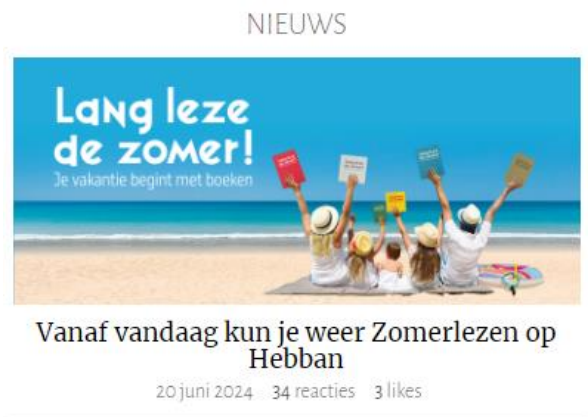 NIEUWS
Lang leze
de zomer!
Je vakantie begint met boeken
Vanaf vandaag kun je weer Zomerlezen op
Hebban
20 juni 2024 34 reacties 3 likes